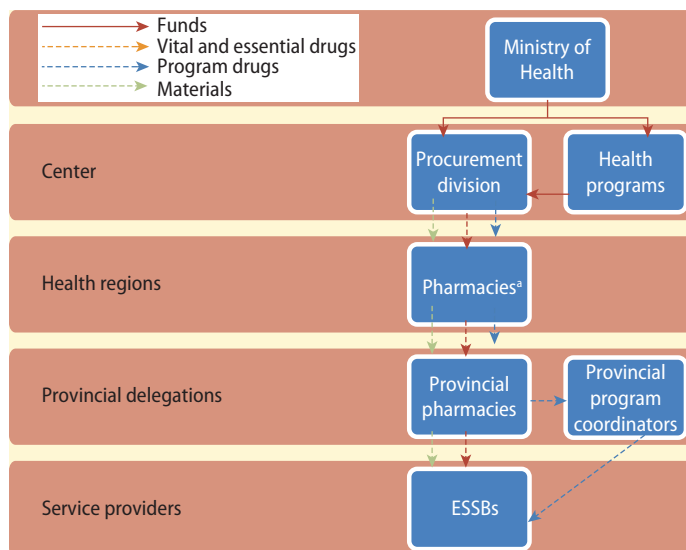 Funds
Vital and essential drugs
Program drugs
Materials
Ministry of
Health
Center
Procurement
division
Health
programs
Health regions
Pharmaciesª
Provincial delegations
Provincial
pharmacies
Provincial
program
coordinators
Service providers
ESSBs